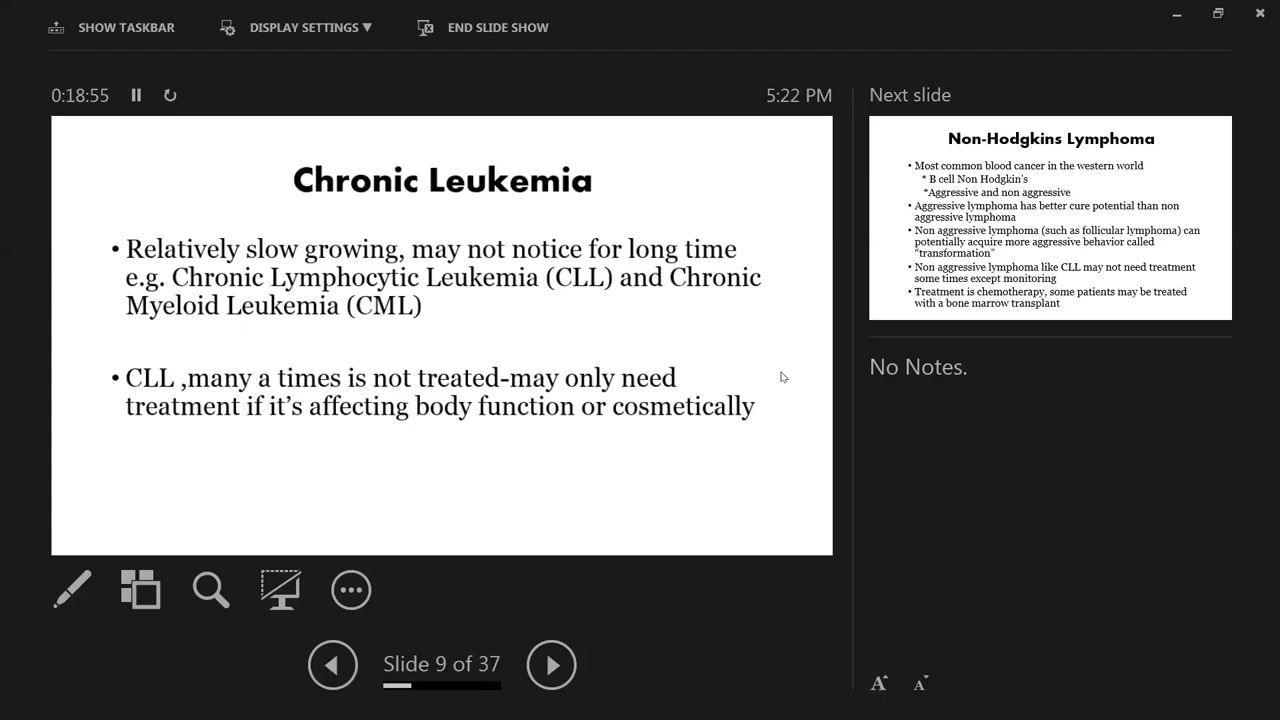 SHOW TASKBAR
DISPLAY SETTINGS ▼
END SLIDE SHOW
0:18:55
5:22 PM
Chronic Leukemia
• Relatively slow growing, may not notice for long time
e.g. Chronic Lymphocytic Leukemia (CLL) and Chronic
Myeloid Leukemia (CML)
• CLL ,many a times is not treated-may only need
treatment if it’s affecting body function or cosmetically
Slide 9 of 37
Next slide
Non-Hodgkins Lymphoma
• Most common blood cancer in the western world
* B cell Non Hodgkin's
*Aggressive and non aggressive
• Aggressive lymphoma has better cure potential than non
aggressive lymphoma
• Non aggressive lymphoma (such as follicular lymphoma) can
potentially acquire more aggressive behavior called
“transformation”
• Non aggressive lymphoma like CLL may not need treatment
some times except monitoring
• Treatment is chemotherapy, some patients may be treated
with a bone marrow transplant
No Notes.
A A